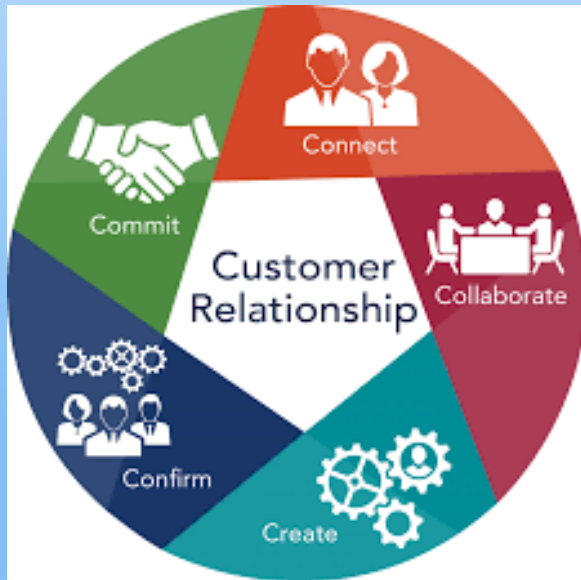 Connect
Commit
Customer
Relationship
Collaborate
Confirm
Create